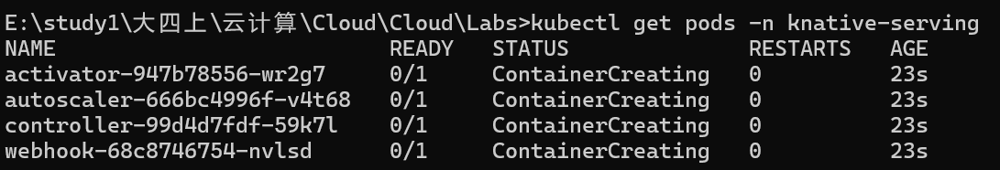 E:\study1\大四上\云计算\Cloud\Cloud\Labs>kubectl get pods -n knative-serving
NAME READY STATUS RESTARTS AGE
activator-947b78556-wr2g7 0/1 ContainerCreating 0 23s
autoscaler-666bc4996f-v4t68 0/1 ContainerCreating 0 23s
controller-99d4d7fdf-59k7l 0/1 ContainerCreating 0 23s
webhook-68c8746754-nvlsd 0/1 ContainerCreating 0 23s